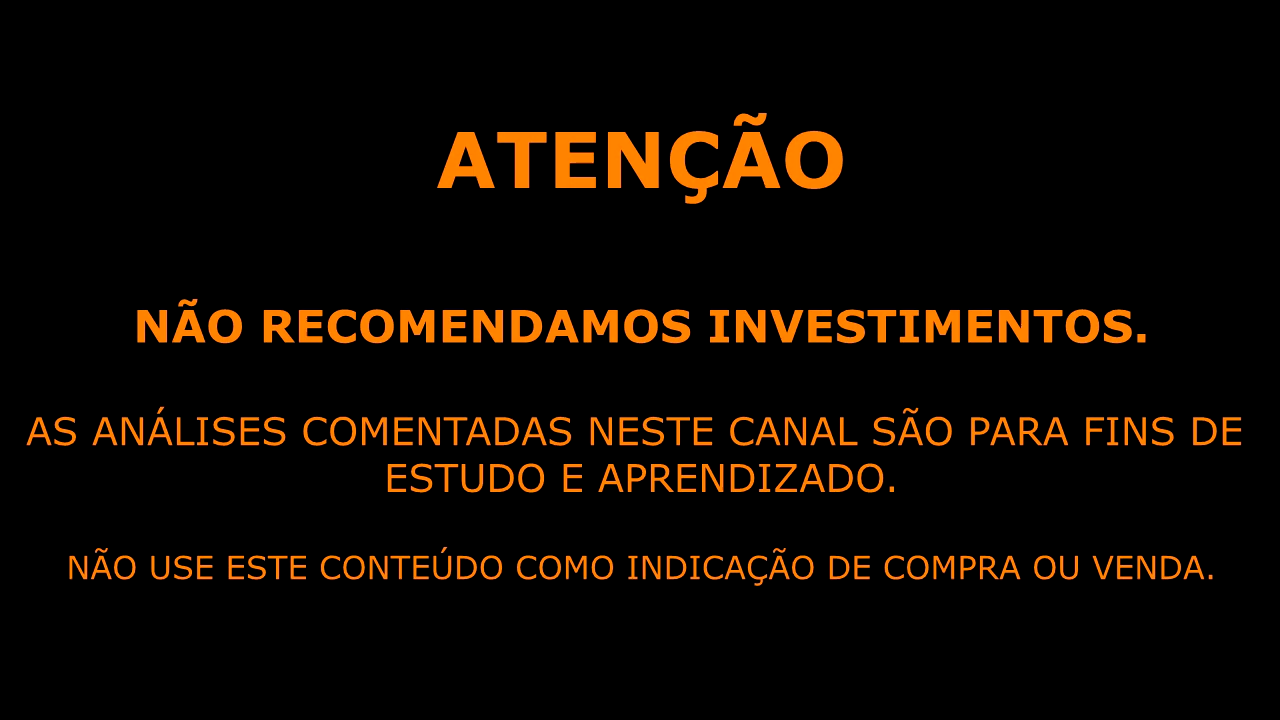 ATENÇÃO
NÃO RECOMENDAMOS INVESTIMENTOS.
AS ANÁLISES COMENTADAS NESTE CANAL SÃO PARA FINS DE
ESTUDO E APRENDIZADO.
NÃO USE ESTE CONTEÚDO COMO INDICAÇÃO DE COMPRA OU VENDA.